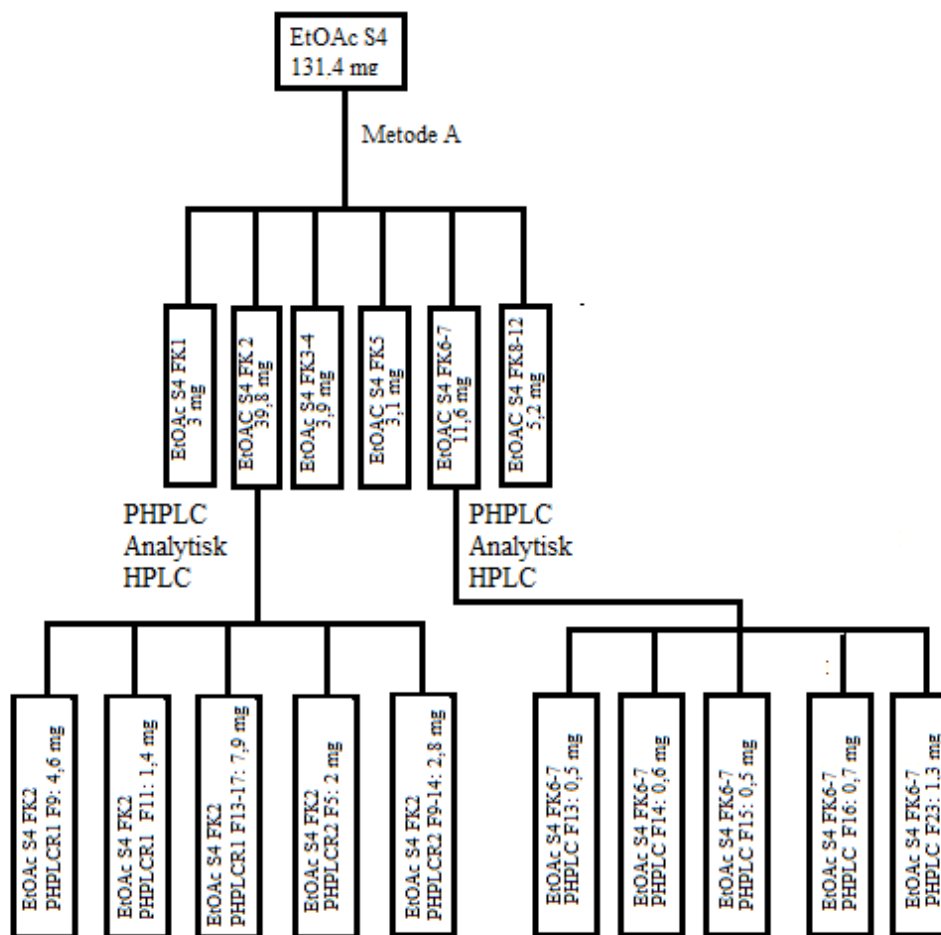 EtOAc S4
131.4 mg
Metode A
EtOAc S4 FK1
3 mg
EtOAc S4 FK2
39,8 mg
EtOAc S4 FK3-4
3,9 mg
EtOAC S4 FK5
3,1 mg
EtOAC S4 FK6-7
11,6 mg
EtOAC S4 FK8-12
5,2 mg
PHPLC
Analytisk
HPLC
PHPLC
Analytisk
HPLC
EtOAc S4 FK2
PHPLCR1 F9: 4,6 mg
EtOAc S4 FK2
PHPLCR1 F11: 1,4 mg
EtOAc S4 FK2
PHPLCR1 F13-17: 7,9 mg
EtOAc S4 FK2
PHPLCR2 F5: 2 mg
EtOAc S4 FK2
PHPLCR2 F9-14: 2,8 mg
EtOAc S4 FK6-7
PHPLC F13: 0,5 mg
EtOAc S4 FK6-7
PHPLC F14: 0,6 mg
EtOAc S4 FK6-7
PHPLC F15: 0,5 mg
EtOAc S4 FK6-7
PHPLC F16: 0,7 mg
EtOAc S4 FK6-7
PHPLC F23: 1,3 mg